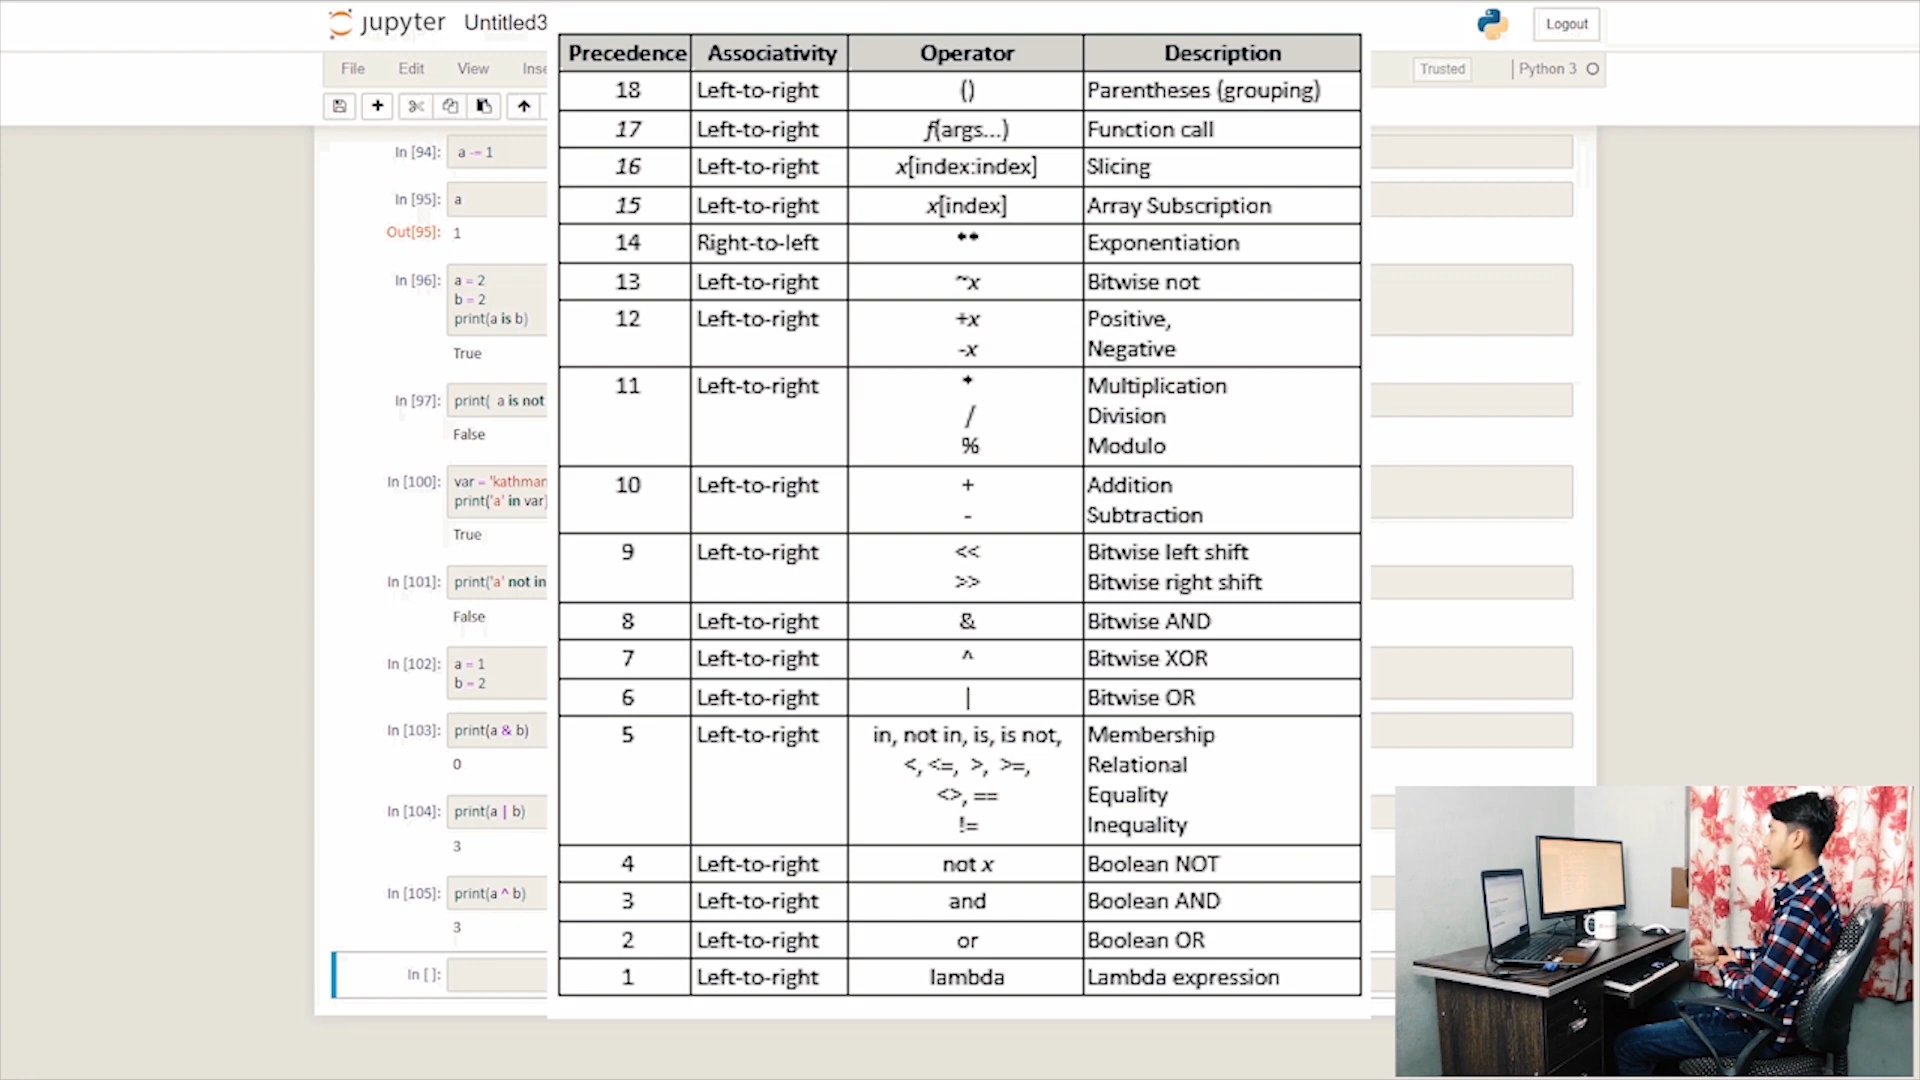 jupyter Untitled3
Logout
File Edit View Inse
Trusted | Python 3
In [94]: a -= 1
In [95]: a
Out[95]: 1
In [96]: a = 2
b = 2
print(a is b)
True
In [97]: print( a is not
False
In [100]: var = 'kathman
print('a' in var)
True
In [101]: print('a' not in
False
In [102]: a = 1
b = 2
In [103]: print(a & b)
0
In [104]: print(a | b)
3
In [105]: print(a ^ b)
3
In [ ]:
Precedence Associativity Operator Description
18 Left-to-right () Parentheses (grouping)
17 Left-to-right f(args...) Function call
16 Left-to-right x[index:index] Slicing
15 Left-to-right x[index] Array Subscription
14 Right-to-left ** Exponentiation
13 Left-to-right ~x Bitwise not
12 Left-to-right +x Positive,
-x Negative
11 Left-to-right * Multiplication
/ Division
% Modulo
10 Left-to-right + Addition
- Subtraction
9 Left-to-right << Bitwise left shift
>> Bitwise right shift
8 Left-to-right & Bitwise AND
7 Left-to-right ^ Bitwise XOR
6 Left-to-right | Bitwise OR
5 Left-to-right in, not in, is, is not, Membership
<, <=, >, >=, Relational
<>, == Equality
!= Inequality
4 Left-to-right not x Boolean NOT
3 Left-to-right and Boolean AND
2 Left-to-right or Boolean OR
1 Left-to-right lambda Lambda expression